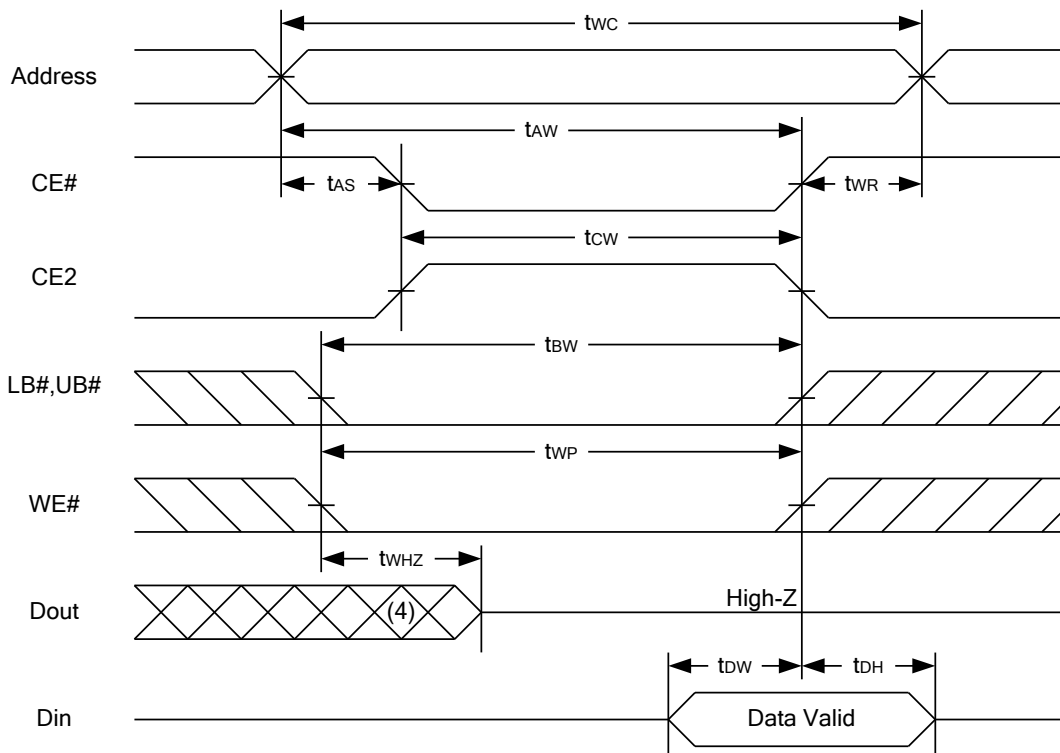 tWC
Address
tAW
CE#
tAS
tWR
tCW
CE2
tBW
LB#,UB#
tWP
WE#
tWHZ
Dout
(4)
High-Z
tDW
tDH
Din
Data Valid